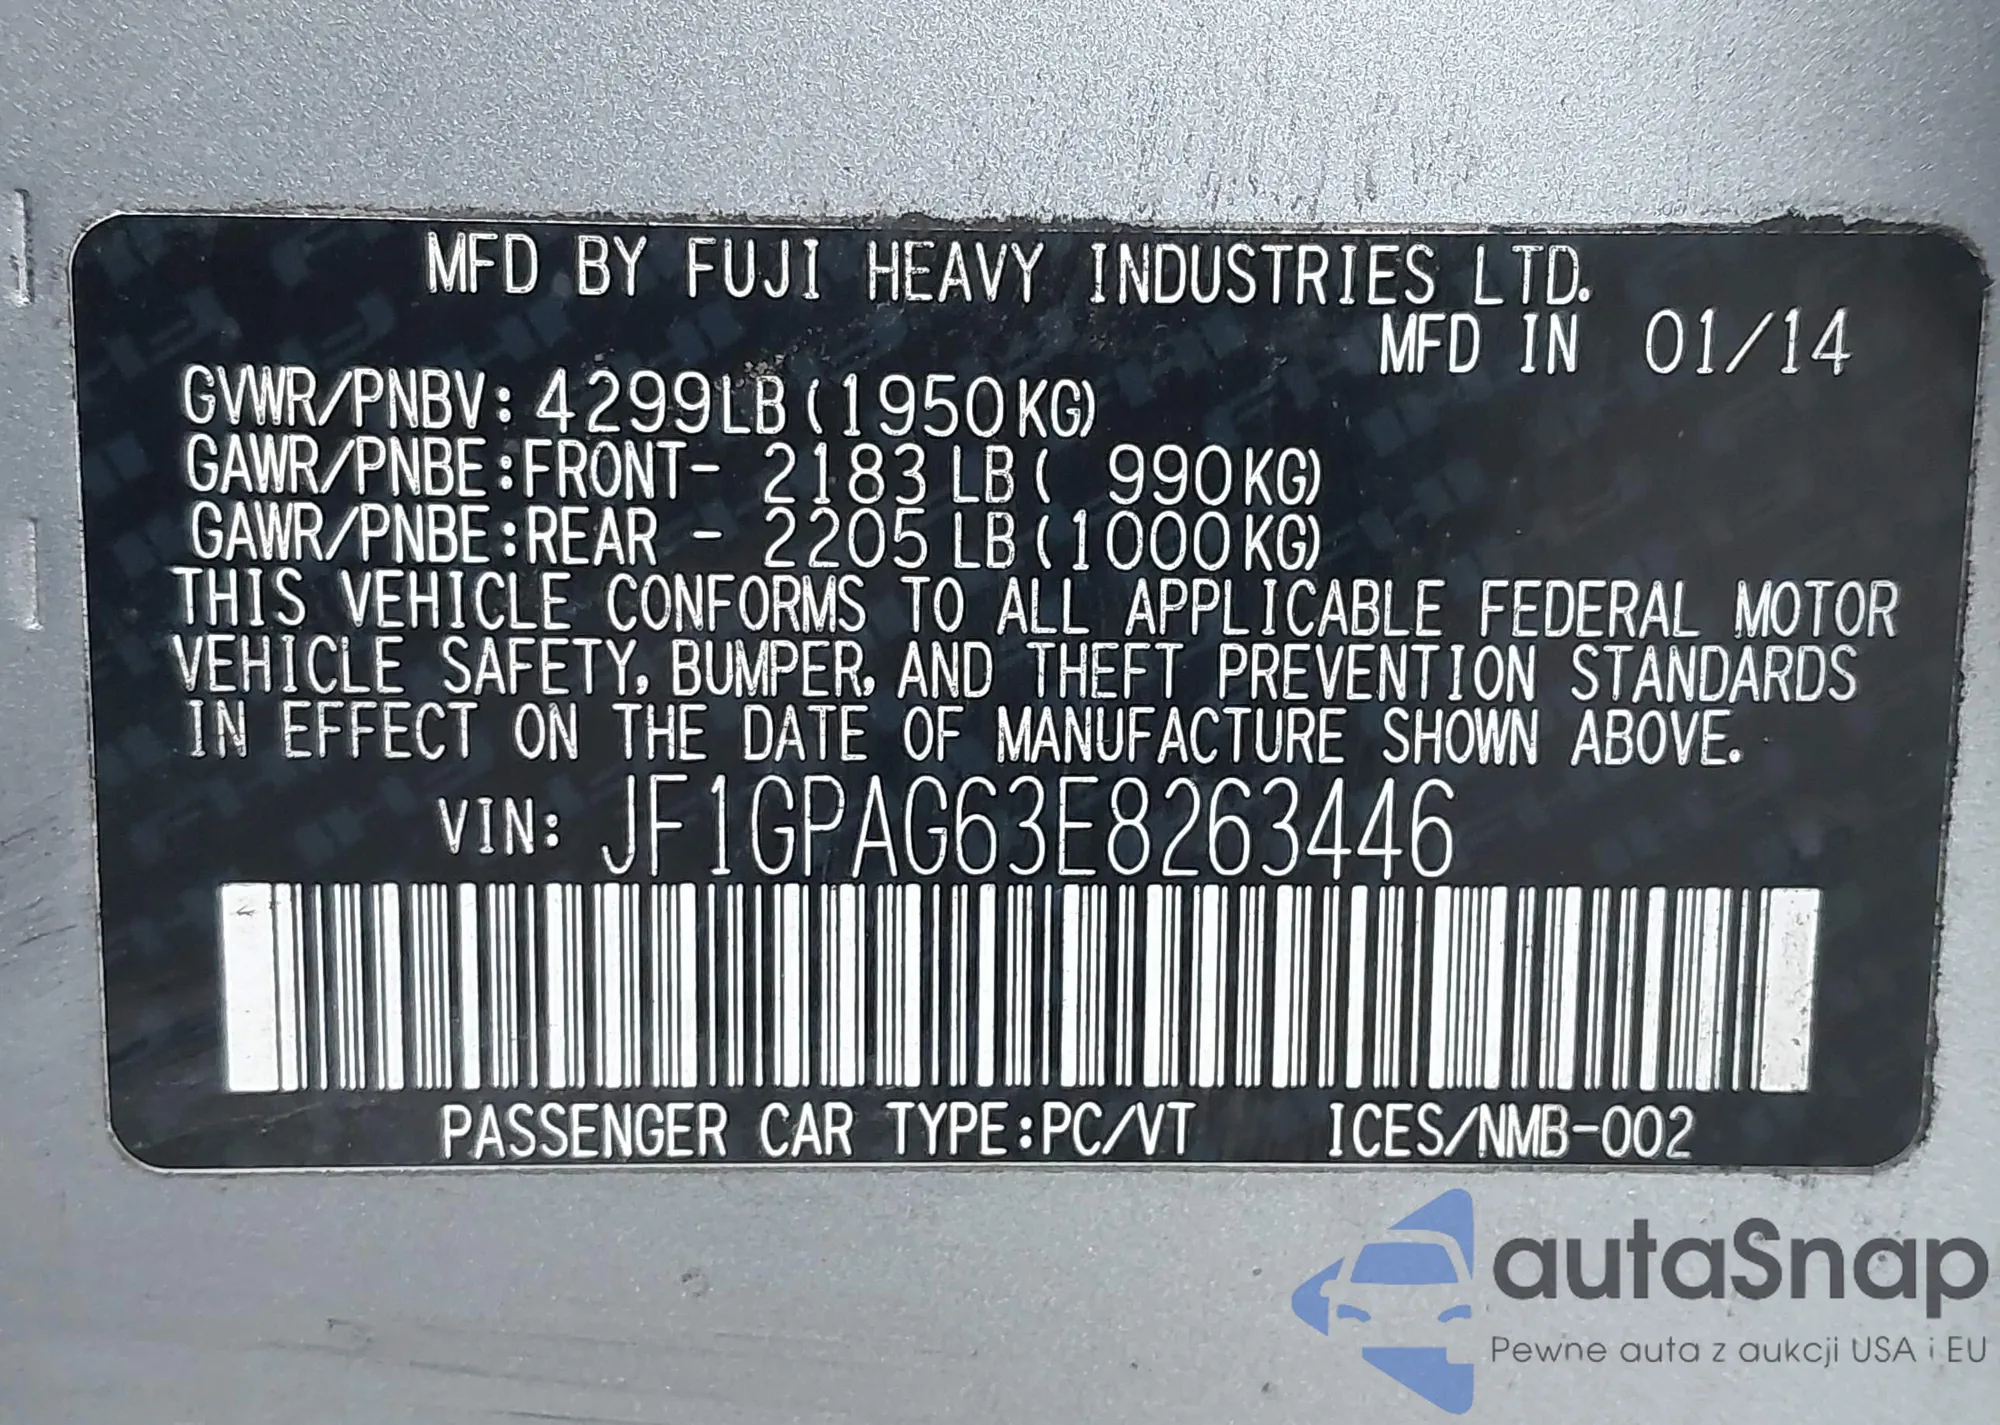 MFD BY FUJI HEAVY INDUSTRIES LTD.
MFD IN 01/14
GVWR/PNBV: 4299LB(1950KG)
GAWR/PNBE:FRONT- 2183 LB( 990KG)
GAWR/PNBE:REAR - 2205 LB(1000KG)
THIS VEHICLE CONFORMS TO ALL APPLICABLE FEDERAL MOTOR
VEHICLE SAFETY, BUMPER, AND THEFT PREVENTION STANDARDS
IN EFFECT ON THE DATE OF MANUFACTURE SHOWN ABOVE.
VIN: JF1GPAG63E8263446
PASSENGER CAR TYPE:PC/VT ICES/NMB-002
autaSnap
Pewne auta z aukcji USA i EU